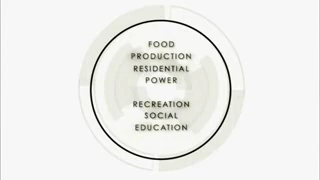 FOOD
PRODUCTION
RESIDENTIAL
POWER
RECREATION
SOCIAL
EDUCATION